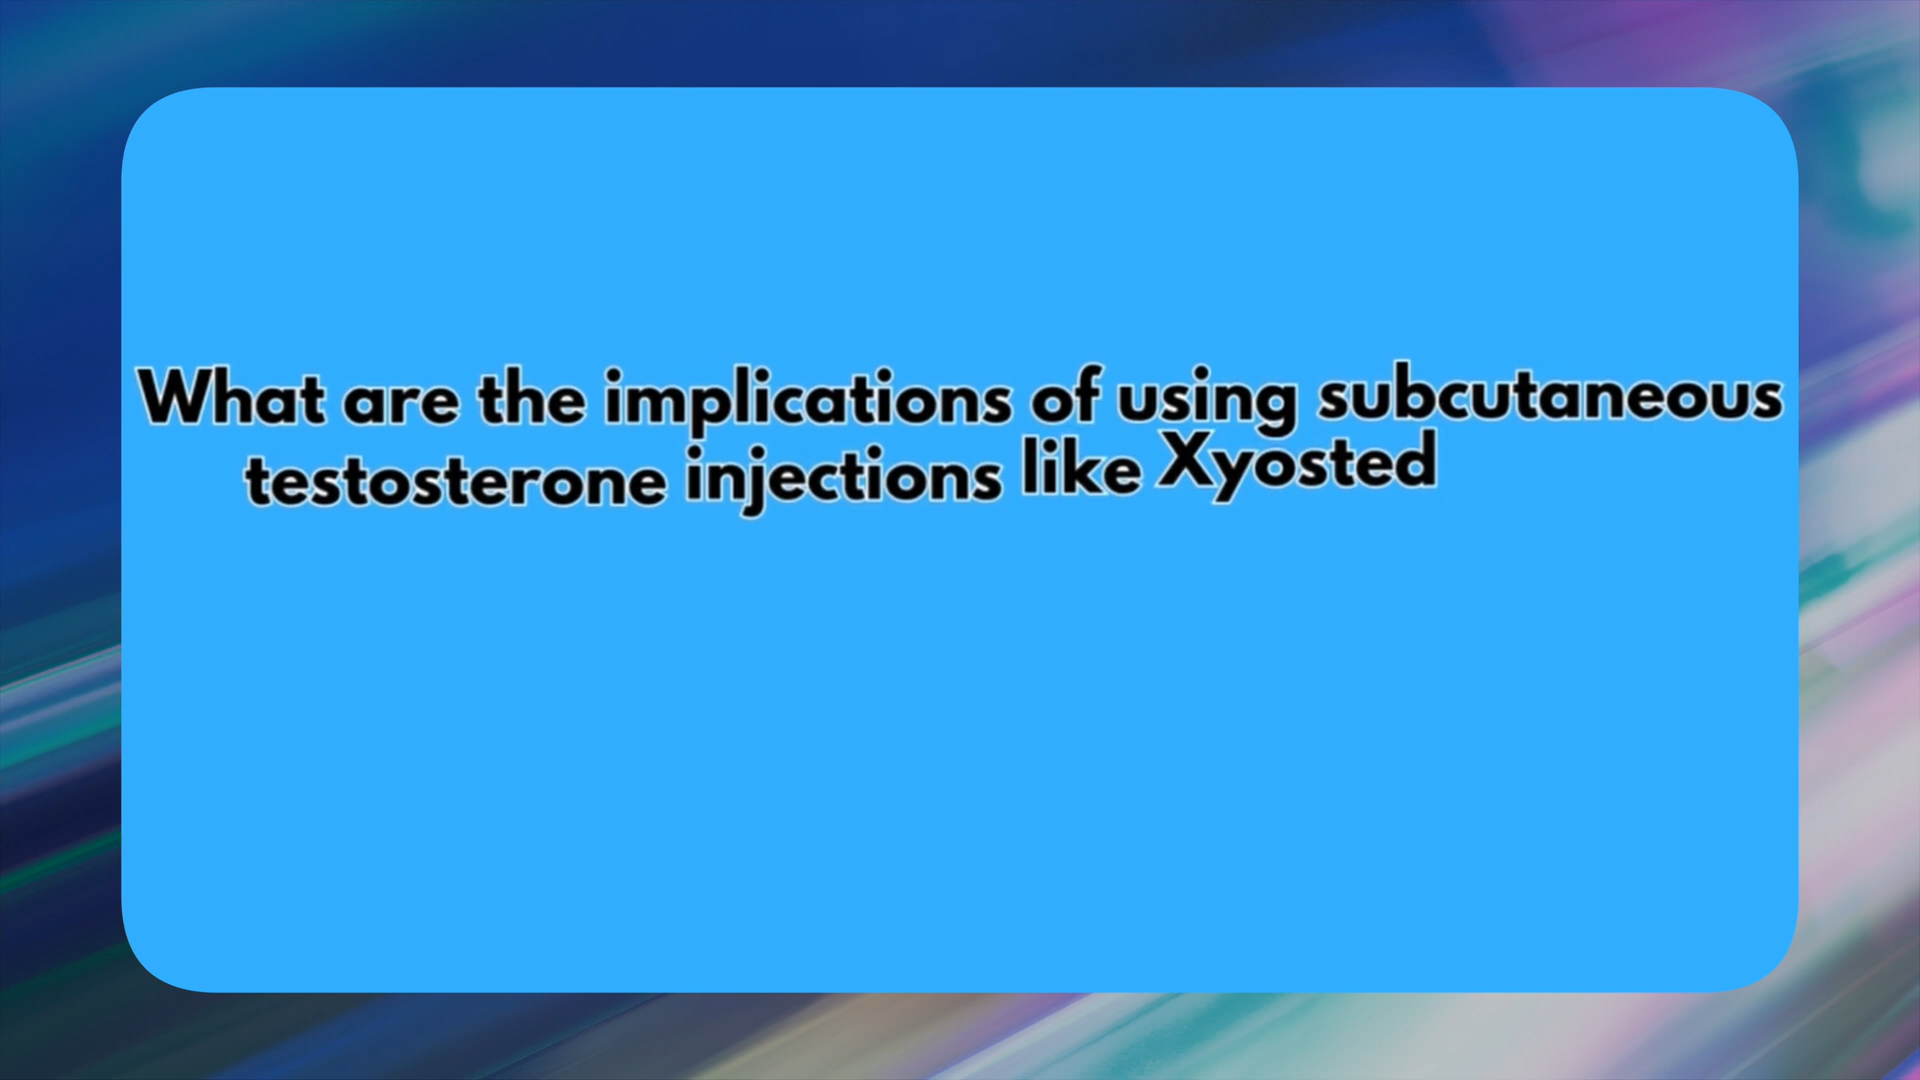 What are the implications of using subcutaneous
testosterone injections like Xyosted